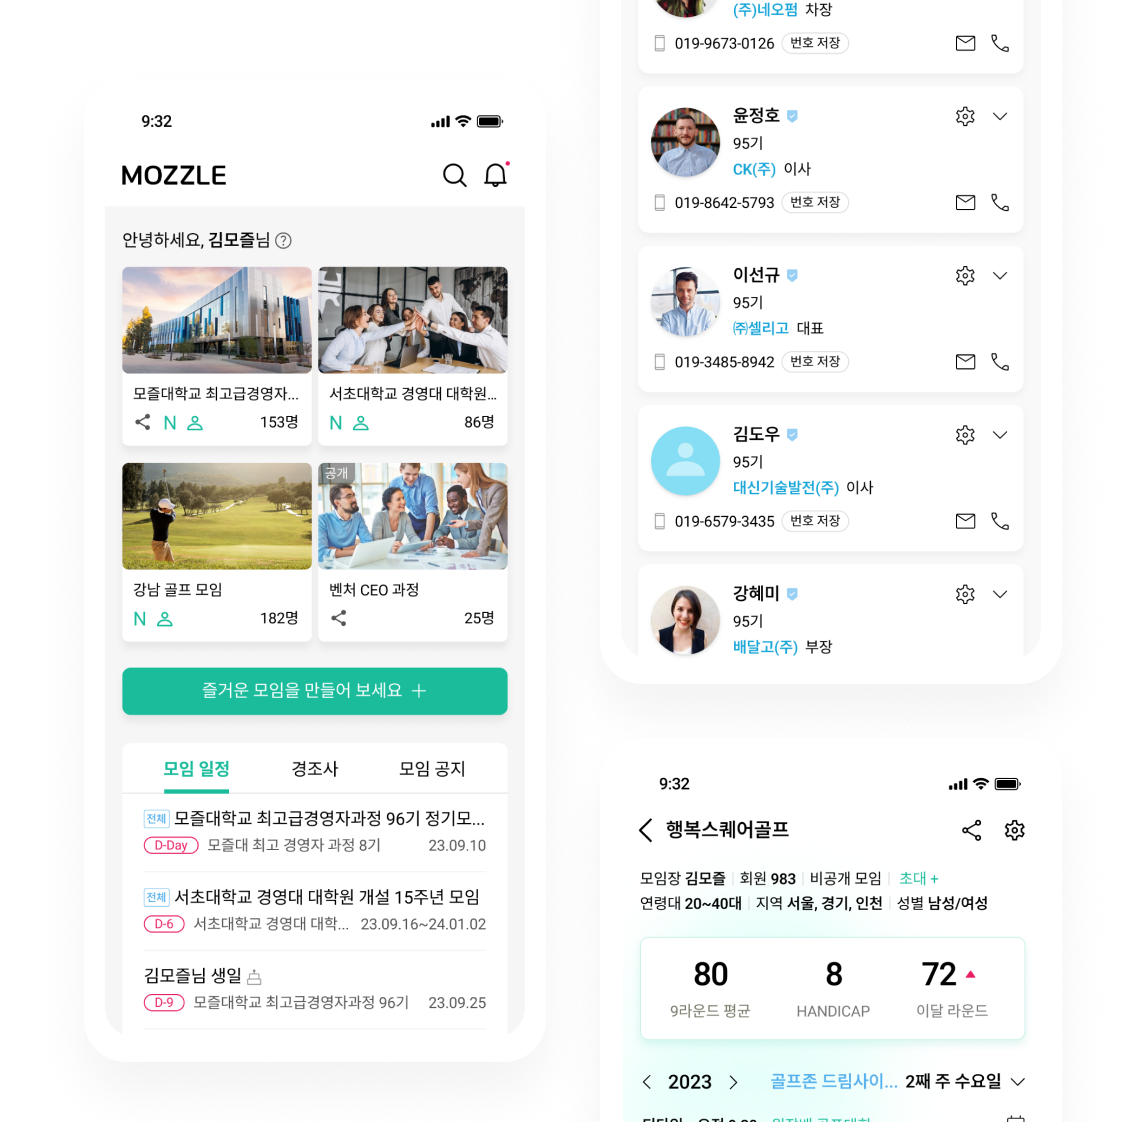 9:32
MOZZLE
안녕하세요, 김모즐님
모즐대학교 최고급경영자...
N 153명
서초대학교 경영대 대학원...
N 86명
강남 골프 모임
N 182명
공개
벤처 CEO 과정
25명
즐거운 모임을 만들어 보세요 +
모임 일정 경조사 모임 공지
전체 모즐대학교 최고급경영자과정 96기 정기모...
D-Day 모즐대 최고 경영자 과정 8기 23.09.10
전체 서초대학교 경영대 대학원 개설 15주년 모임
D-6 서초대학교 경영대 대학... 23.09.16~24.01.02
김모즐님 생일
D-9 모즐대학교 최고급경영자과정 96기 23.09.25
(주)네오펌 차장
019-9673-0126 번호 저장
윤정호
95기
CK(주) 이사
019-8642-5793 번호 저장
이선규
95기
㈜셀리고 대표
019-3485-8942 번호 저장
김도우
95기
대신기술발전(주) 이사
019-6579-3435 번호 저장
강혜미
95기
배달고(주) 부장
9:32
행복스퀘어골프
모임장 김모즐 회원 983 비공개 모임 초대 +
연령대 20~40대 지역 서울, 경기, 인천 성별 남성/여성
80 8 72
9라운드 평균 HANDICAP 이달 라운드
2023 골프존 드림사이... 2째 주 수요일